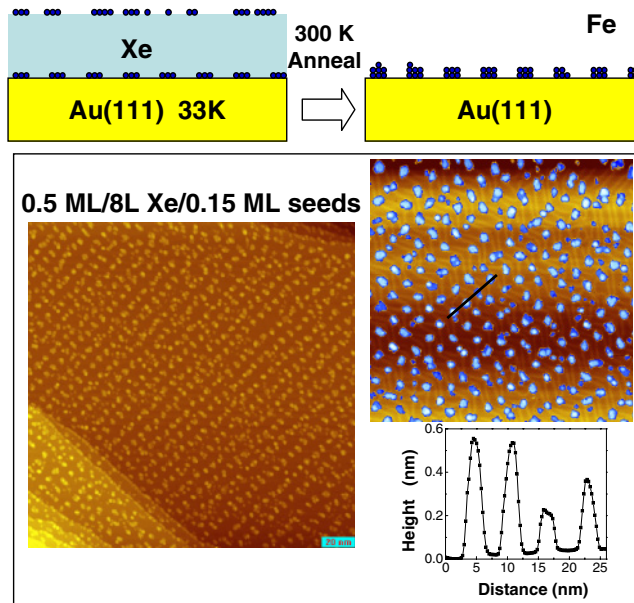 Xe
300 K
Anneal
Fe
Au(111) 33K
Au(111)
0.5 ML/8L Xe/0.15 ML seeds
20 nm
0.6
0.4
0.2
0.0
Height (nm)
0 5 10 15 20 25
Distance (nm)